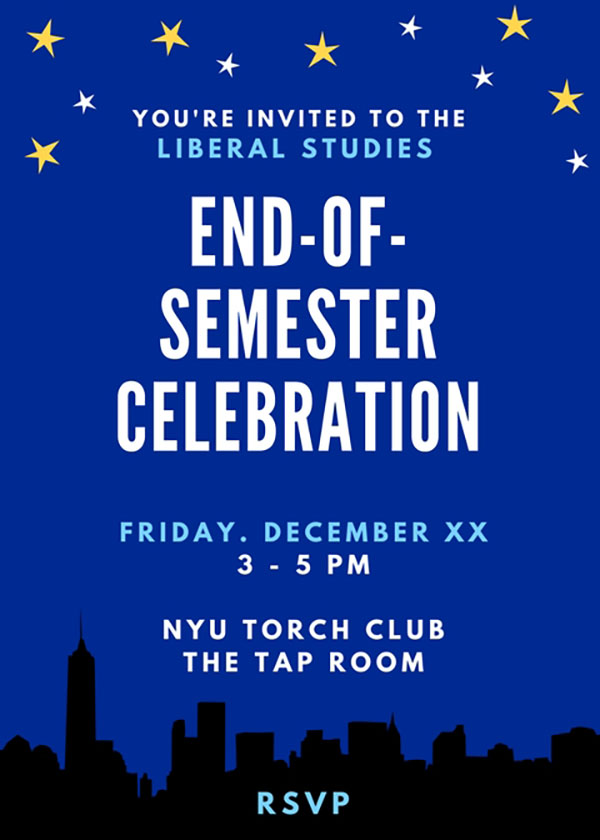 YOU'RE INVITED TO THE
LIBERAL STUDIES
END-OF-
SEMESTER
CELEBRATION
FRIDAY. DECEMBER XX
3 - 5 PM
NYU TORCH CLUB
THE TAP ROOM
RSVP